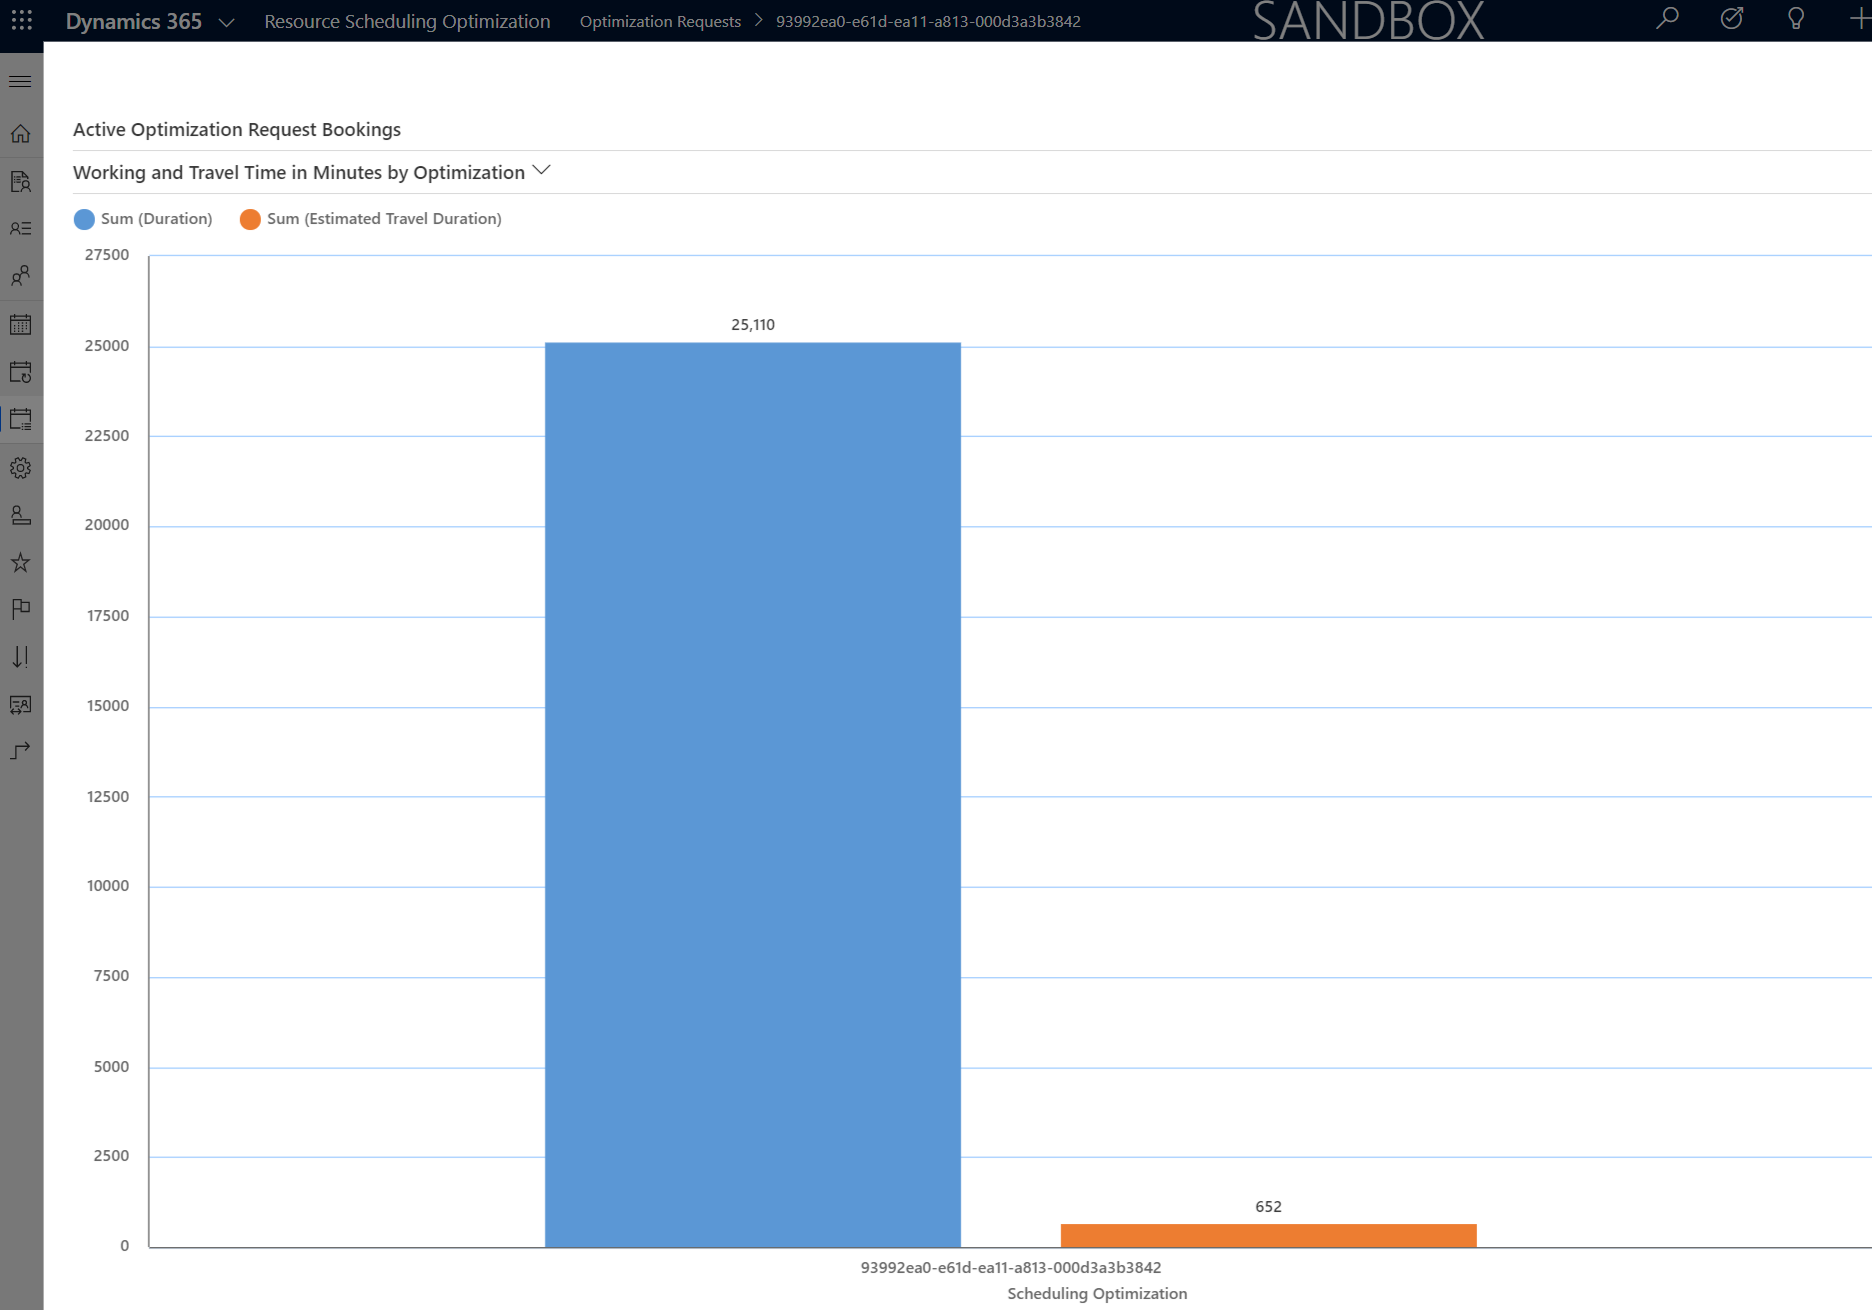 Dynamics 365 Resource Scheduling Optimization Optimization Requests > 93992ea0-e61d-ea11-a813-000d3a3b3842 SANDBOX
Active Optimization Request Bookings
Working and Travel Time in Minutes by Optimization
Sum (Duration) Sum (Estimated Travel Duration)
27500
25,110
25000
22500
20000
17500
15000
12500
10000
7500
5000
2500
652
0
93992ea0-e61d-ea11-a813-000d3a3b3842
Scheduling Optimization